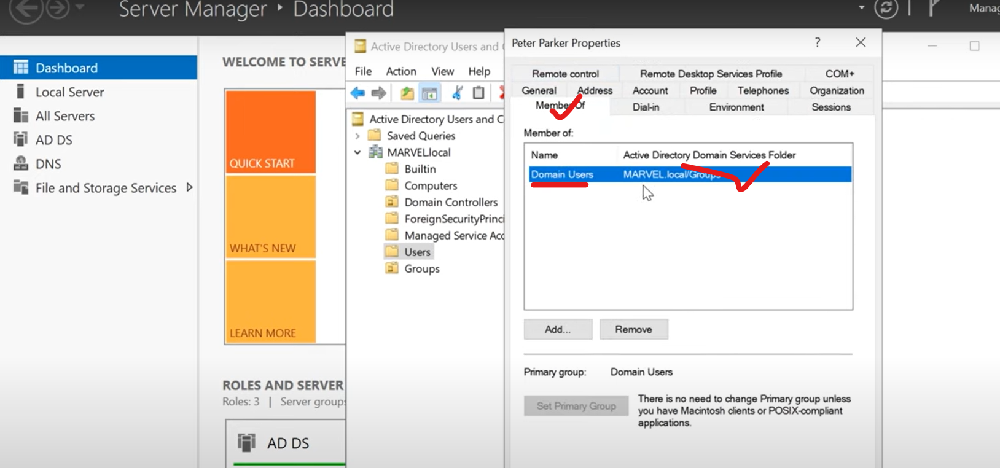 Server Manager ‣ Dashboard
Manag
Dashboard
Local Server
All Servers
AD DS
DNS
File and Storage Services
WELCOME TO SERVE
QUICK START
WHAT'S NEW
LEARN MORE
ROLES AND SERVER
Roles: 3 | Server groups
AD DS
Active Directory Users and C
File Action View Help
Active Directory Users and C
Saved Queries
MARVEL.local
Builtin
Computers
Domain Controllers
ForeignSecurityPrinci
Managed Service Acc
Users
Groups
Peter Parker Properties
?
Remote control Remote Desktop Services Profile COM+
General Address Account Profile Telephones Organization
Member Of Dial-in Environment Sessions
Member of:
Name Active Directory Domain Services Folder
Domain Users MARVEL.local/Groups
Add... Remove
Primary group: Domain Users
Set Primary Group
There is no need to change Primary group unless
you have Macintosh clients or POSIX-compliant
applications.